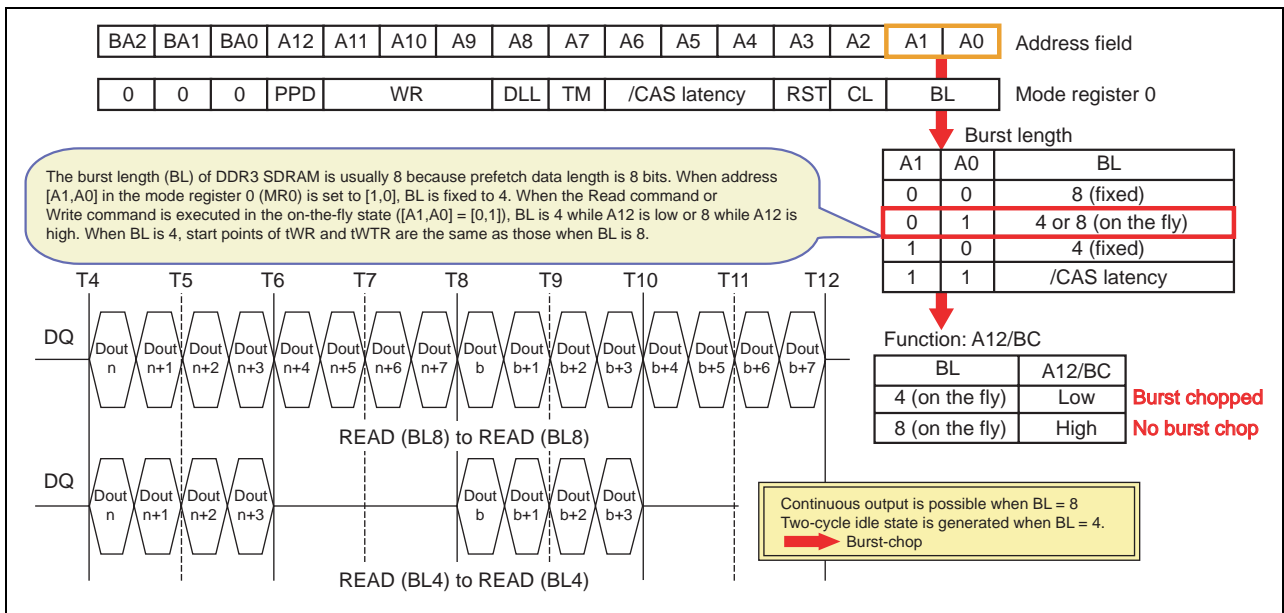 BA2 BA1 BA0 A12 A11 A10 A9 A8 A7 A6 A5 A4 A3 A2 A1 A0 Address field
0 0 0 PPD WR DLL TM /CAS latency RST CL BL Mode register 0
Burst length
A1 A0 BL
0 0 8 (fixed)
0 1 4 or 8 (on the fly)
1 0 4 (fixed)
1 1 /CAS latency
The burst length (BL) of DDR3 SDRAM is usually 8 because prefetch data length is 8 bits. When address
[A1,A0] in the mode register 0 (MR0) is set to [1,0], BL is fixed to 4. When the Read command or
Write command is executed in the on-the-fly state ([A1,A0] = [0,1]), BL is 4 while A12 is low or 8 while A12 is
high. When BL is 4, start points of tWR and tWTR are the same as those when BL is 8.
T4 T5 T6 T7 T8 T9 T10 T11 T12
DQ
Dout Dout Dout Dout Dout Dout Dout Dout Dout Dout Dout Dout Dout Dout Dout Dout
n n+1 n+2 n+3 n+4 n+5 n+6 n+7 b b+1 b+2 b+3 b+4 b+5 b+6 b+7
READ (BL8) to READ (BL8)
DQ
Dout Dout Dout Dout Dout Dout Dout Dout
n n+1 n+2 n+3 b b+1 b+2 b+3
READ (BL4) to READ (BL4)
Function: A12/BC
BL A12/BC
4 (on the fly) Low Burst chopped
8 (on the fly) High No burst chop
Continuous output is possible when BL = 8
Two-cycle idle state is generated when BL = 4.
Burst-chop